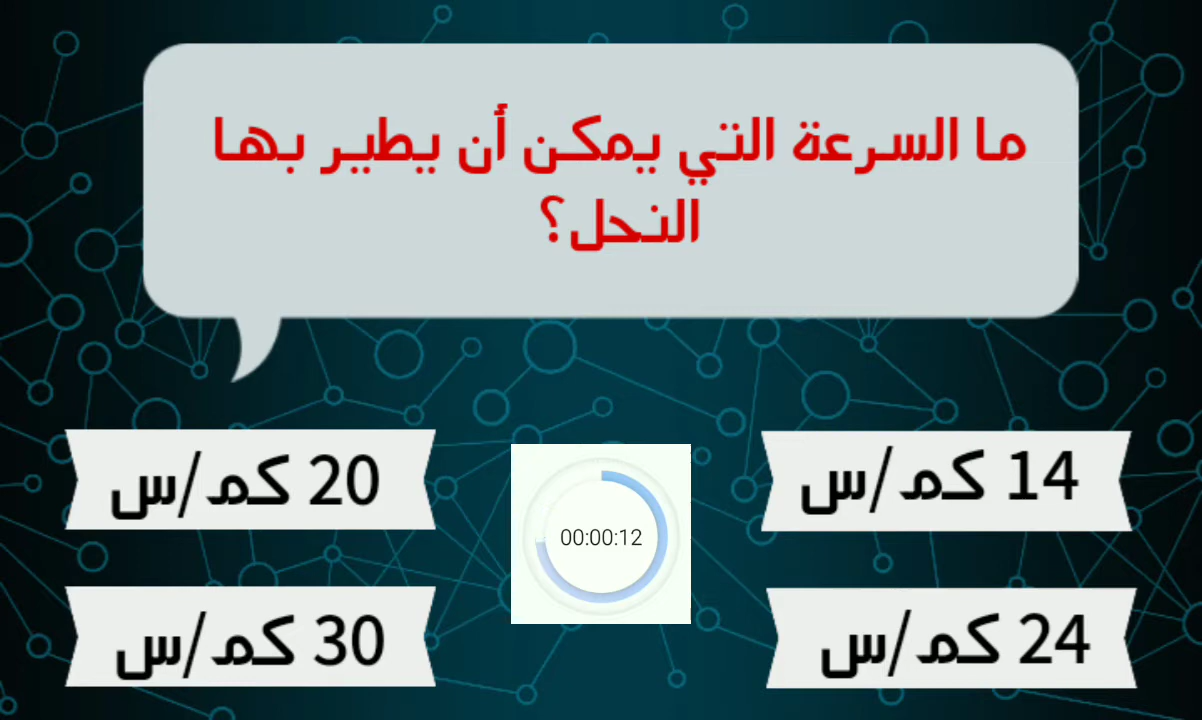 ما السرعة التي يمكن أن يطير بها
النحل؟
14 كم/س
20 كم/س
00:00:12
24 كم/س
30 كم/س